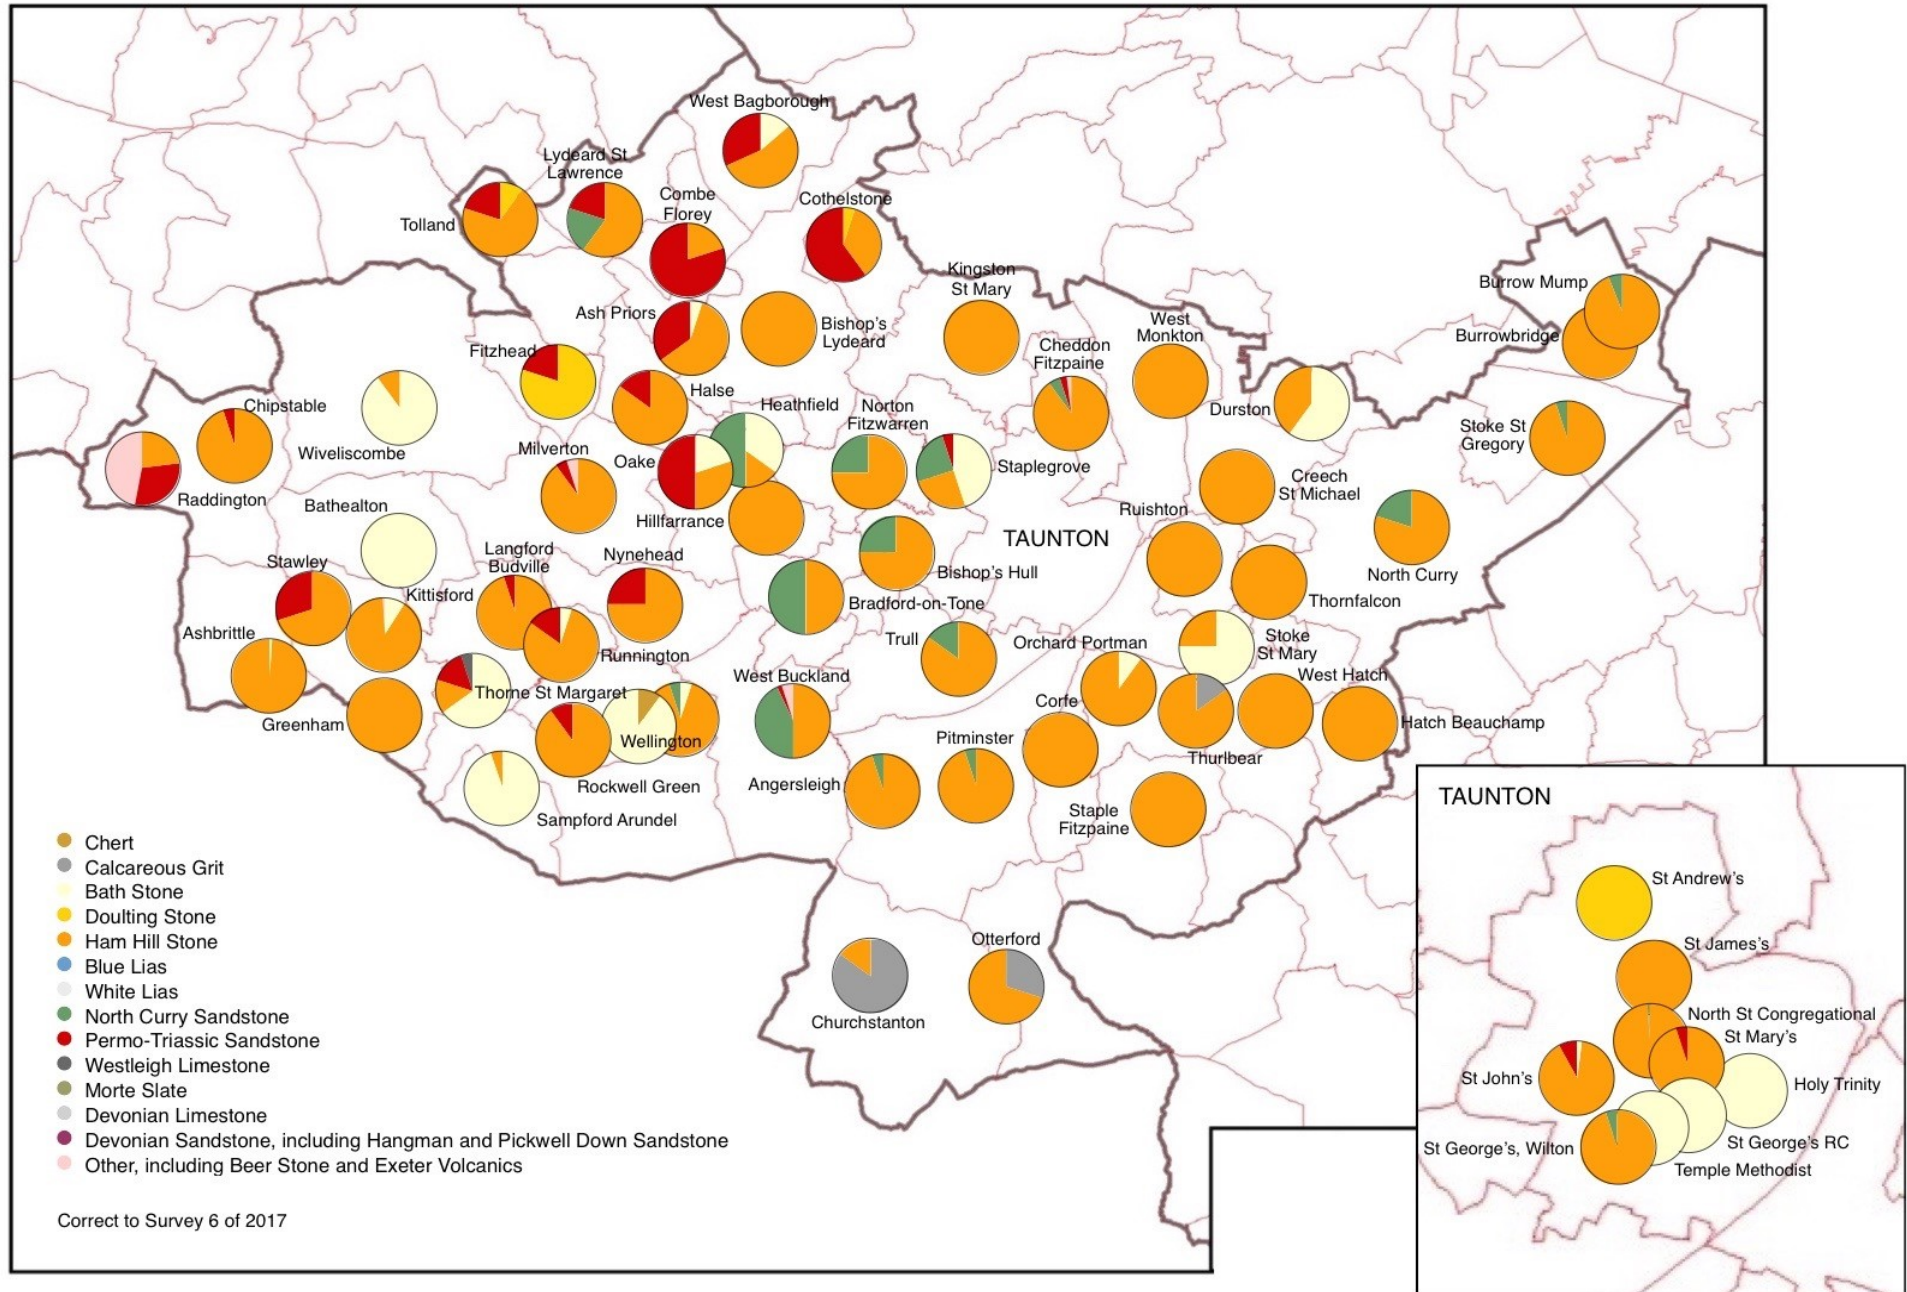 West Bagborough
Lydeard St
Lawrence
Combe
Florey
Cothelstone
Tolland
Kingston
St Mary
Burrow Mump
Ash Priors
Bishop's
Lydeard
West
Monkton
Burrowbridge
Cheddon
Fitzpaine
Fitzhead
Halse
Chipstable
Heathfield
Norton
Fitzwarren
Durston
Stoke St
Gregory
Wiveliscombe
Milverton
Oake
Staplegrove
Raddington
Creech
St Michael
Bathealton
Hillfarrance
Ruishton
TAUNTON
Stawley
Langford
Budville
Nynehead
Bishop's Hull
North Curry
Kittisford
Bradford-on-Tone
Thornfalcon
Ashbrittle
Trull
Orchard Portman
Stoke
St Mary
Runnington
West Buckland
West Hatch
Thorne St Margaret
Corfe
Greenham
Hatch Beauchamp
Wellington
Pitminster
Thurlbear
Rockwell Green
Angersleigh
Sampford Arundel
Staple
Fitzpaine
Otterford
Churchstanton
Chert
Calcareous Grit
Bath Stone
Doulting Stone
Ham Hill Stone
Blue Lias
White Lias
North Curry Sandstone
Permo-Triassic Sandstone
Westleigh Limestone
Morte Slate
Devonian Limestone
Devonian Sandstone, including Hangman and Pickwell Down Sandstone
Other, including Beer Stone and Exeter Volcanics
Correct to Survey 6 of 2017
TAUNTON
St Andrew's
St James's
North St Congregational
St Mary's
St John's
Holy Trinity
St George's RC
St George's, Wilton
Temple Methodist